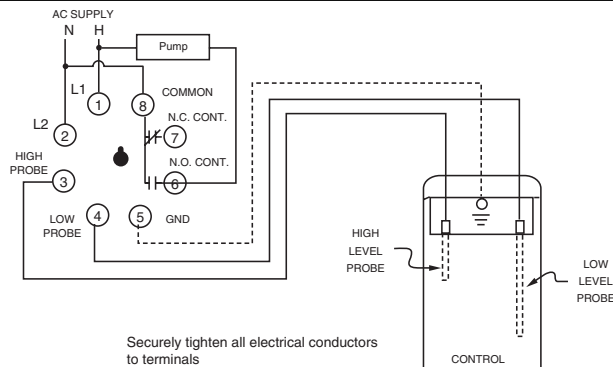 AC SUPPLY
N H
Pump
L1
1
8
COMMON
N.C. CONT.
L2
2
7
HIGH
PROBE
3
N.O. CONT.
6
LOW
PROBE
4
5
GND
HIGH
LEVEL
PROBE
LOW
LEVEL
PROBE
Securely tighten all electrical conductors
to terminals
CONTROL